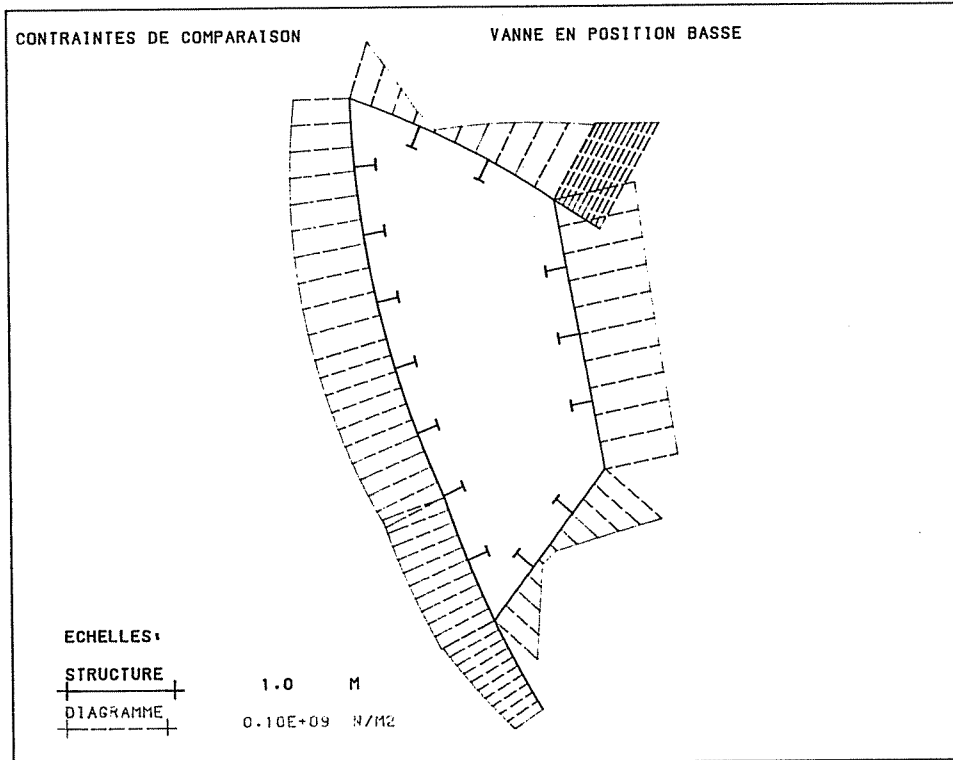 CONTRAINTES DE COMPARAISON
VANNE EN POSITION BASSE
ECHELLES:
STRUCTURE
1.0 M
DIAGRAMME
0.10E+09 N/M2